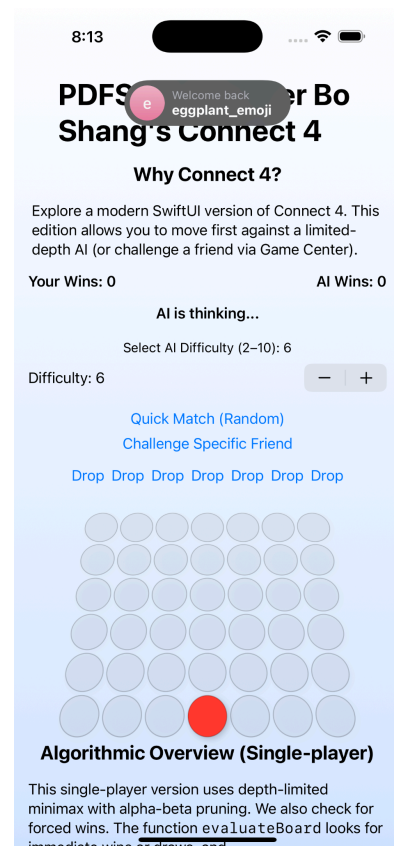 8:13
PDFS er Bo
Welcome back
e eggplant_emoji
Shang's Connect 4
Why Connect 4?
Explore a modern SwiftUI version of Connect 4. This
edition allows you to move first against a limited-
depth AI (or challenge a friend via Game Center).
Your Wins: 0 AI Wins: 0
AI is thinking...
Select AI Difficulty (2–10): 6
Difficulty: 6 − +
Quick Match (Random)
Challenge Specific Friend
Drop Drop Drop Drop Drop Drop Drop
Algorithmic Overview (Single-player)
This single-player version uses depth-limited
minimax with alpha-beta pruning. We also check for
forced wins. The function evaluateBoard looks for
immediate wins or draws, and